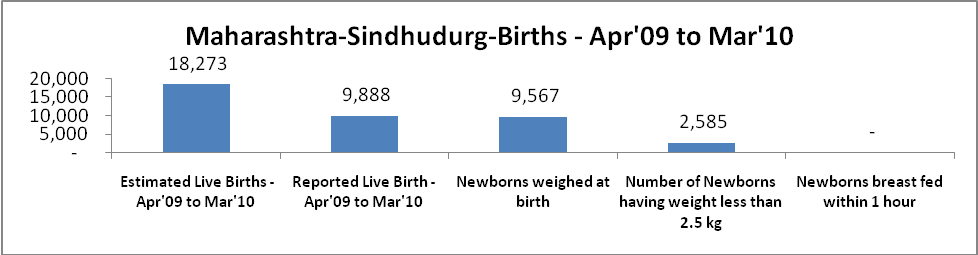 Maharashtra-Sindhudurg-Births - Apr'09 to Mar'10
20,000
15,000
10,000
5,000
-
18,273
9,888
9,567
2,585
-
Estimated Live Births -
Apr'09 to Mar'10
Reported Live Birth -
Apr'09 to Mar'10
Newborns weighed at
birth
Number of Newborns
having weight less than
2.5 kg
Newborns breast fed
within 1 hour